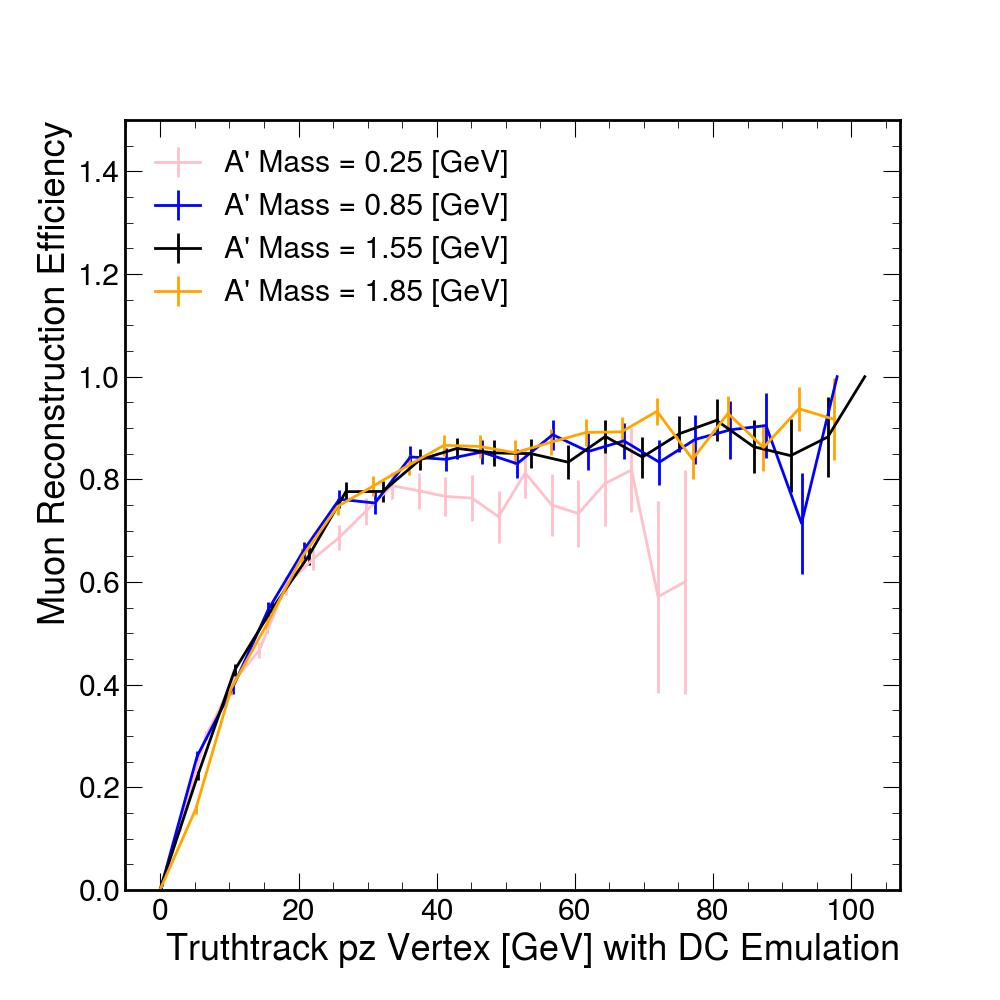 Muon Reconstruction Efficiency
1.4
1.2
1.0
0.8
0.6
0.4
0.2
0.0
A' Mass = 0.25 [GeV]
A' Mass = 0.85 [GeV]
A' Mass = 1.55 [GeV]
A' Mass = 1.85 [GeV]
0 20 40 60 80 100
Truthtrack pz Vertex [GeV] with DC Emulation